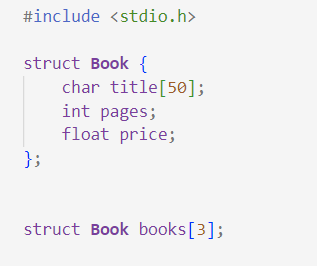 #include <stdio.h>
struct Book {
    char title[50];
    int pages;
    float price;
};
struct Book books[3];